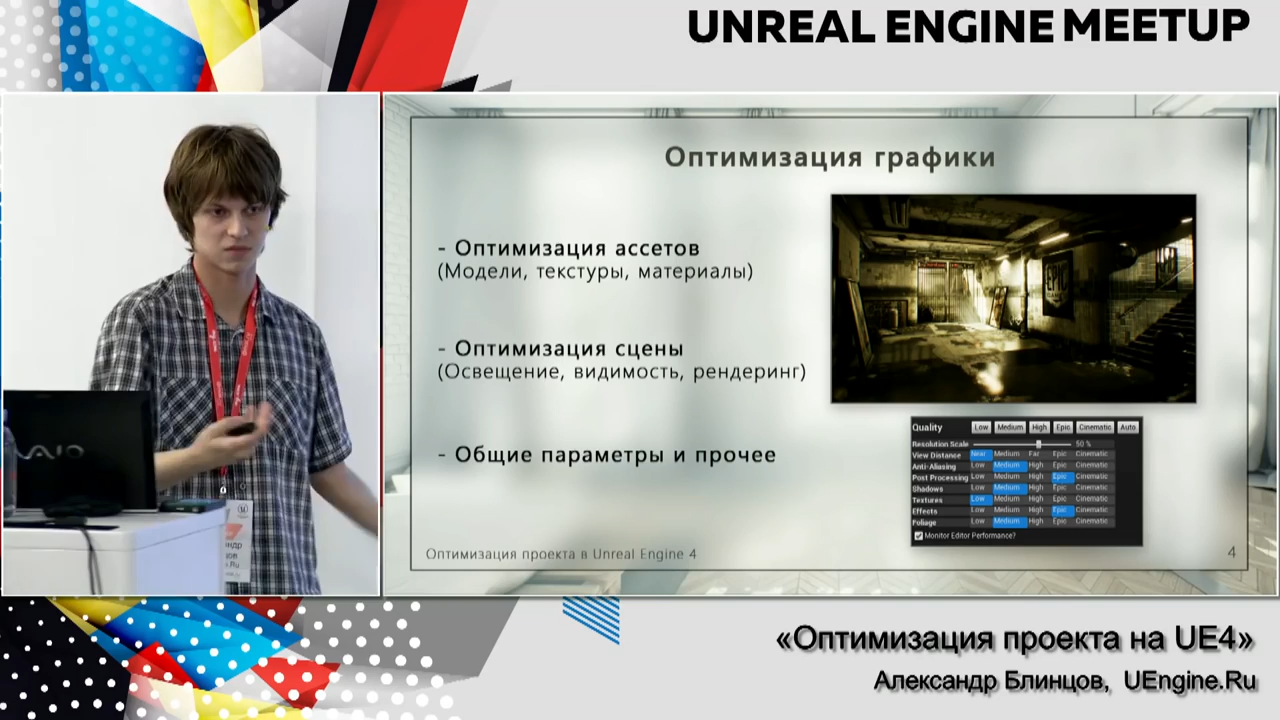 UNREAL ENGINE MEETUP
Оптимизация графики
- Оптимизация ассетов
(Модели, текстуры, материалы)
- Оптимизация сцены
(Освещение, видимость, рендеринг)
- Общие параметры и прочее
EPIC
Quality Low Medium High Epic Cinematic Auto
Resolution Scale 50 %
View Distance Near Medium Far Epic Cinematic
Anti-Aliasing Low Medium High Epic Cinematic
Post Processing Low Medium High Epic Cinematic
Shadows Low Medium High Epic Cinematic
Textures Low Medium High Epic Cinematic
Effects Low Medium High Epic Cinematic
Foliage Low Medium High Epic Cinematic
Monitor Editor Performance?
Оптимизация проекта в Unreal Engine 4
4
«Оптимизация проекта на UE4»
Александр Блинцов, UEngine.Ru